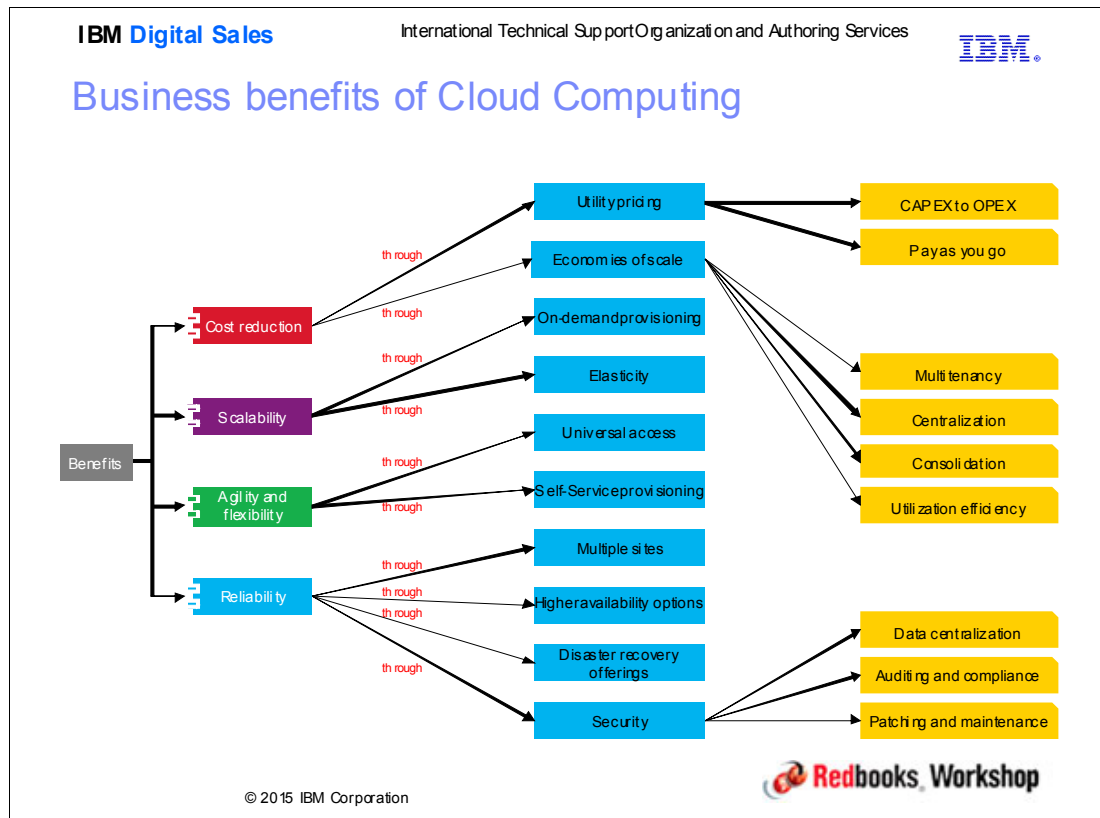 IBM Digital Sales
International Technical Support Organization and Authoring Services
IBM®
Business benefits of Cloud Computing
Benefits
Cost reduction
Scalability
Agility and
flexibility
Reliability
through
through
through
through
through
through
through
through
through
through
Utility pricing
Economies of scale
On-demand provisioning
Elasticity
Universal access
Self-Service provisioning
Multiple sites
Higher availability options
Disaster recovery
offerings
Security
CAPEX to OPEX
Pay as you go
Multitenancy
Centralization
Consolidation
Utilization efficiency
Data centralization
Auditing and compliance
Patching and maintenance
© 2015 IBM Corporation
Redbooks. Workshop